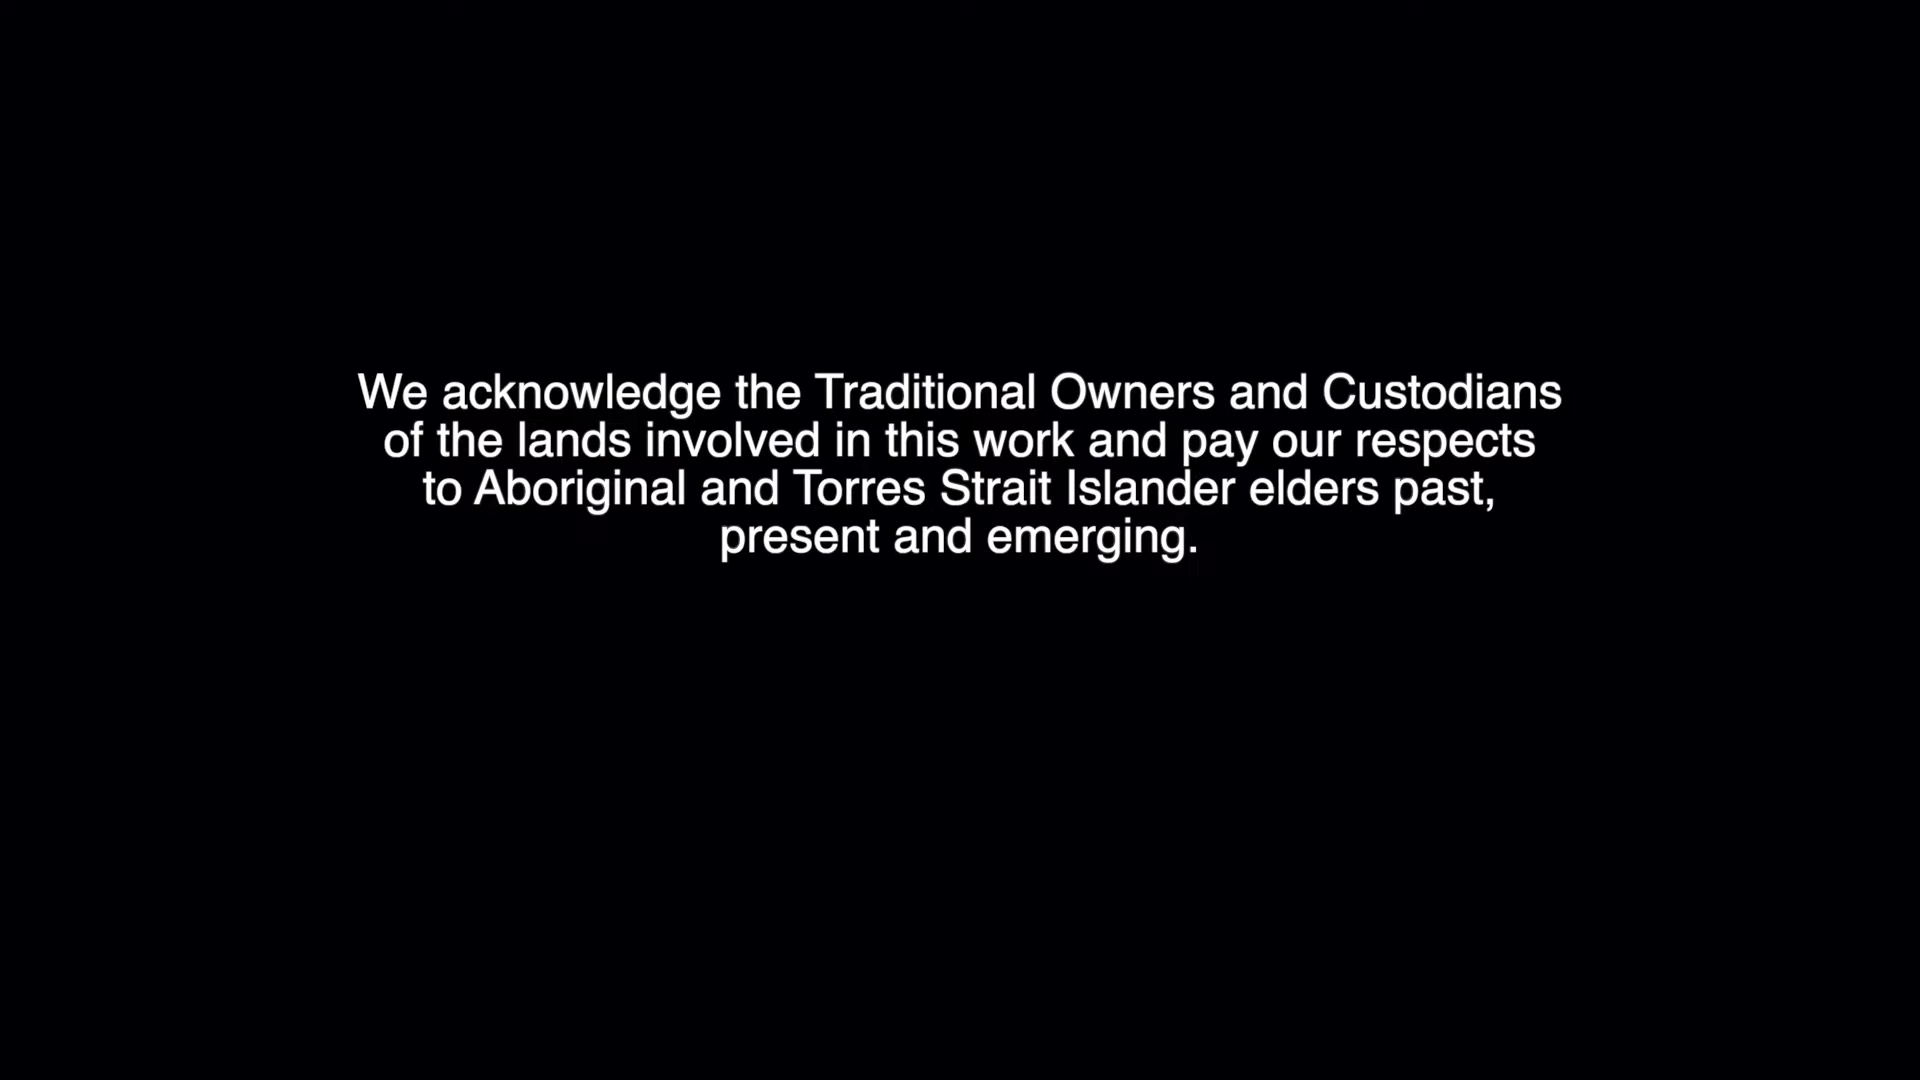 We acknowledge the Traditional Owners and Custodians
of the lands involved in this work and pay our respects
to Aboriginal and Torres Strait Islander elders past,
present and emerging.